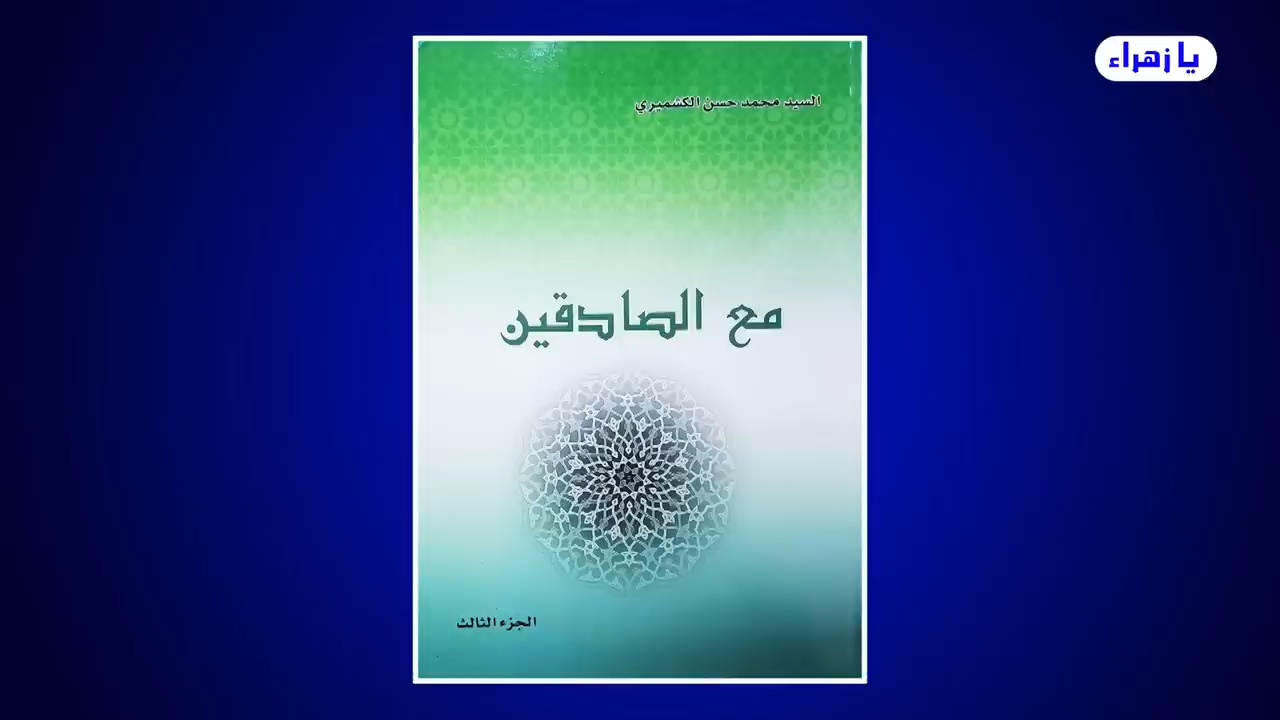 يا زهراء
السيد محمد حسن الكشميري
مع الصادقين
الجزء الثالث